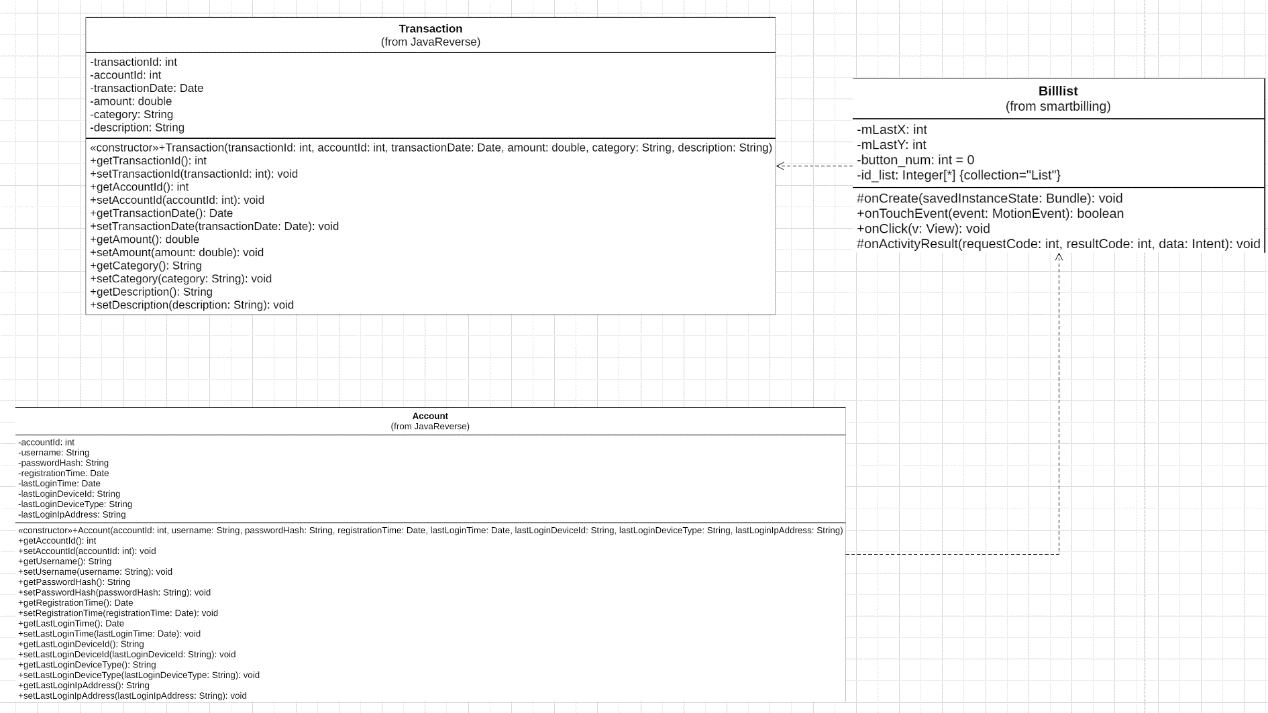 Transaction
(from JavaReverse)
-transactionId: int
-accountId: int
-transactionDate: Date
-amount: double
-category: String
-description: String
«constructor»+Transaction(transactionId: int, accountId: int, transactionDate: Date, amount: double, category: String, description: String)
+getTransactionId(): int
+setTransactionId(transactionId: int): void
+getAccountId(): int
+setAccountId(accountId: int): void
+getTransactionDate(): Date
+setTransactionDate(transactionDate: Date): void
+getAmount(): double
+setAmount(amount: double): void
+getCategory(): String
+setCategory(category: String): void
+getDescription(): String
+setDescription(description: String): void
Billlist
(from smartbilling)
-mLastX: int
-mLastY: int
-button_num: int = 0
-id_list: Integer[*] {collection="List"}
#onCreate(savedInstanceState: Bundle): void
+onTouchEvent(event: MotionEvent): boolean
+onClick(v: View): void
#onActivityResult(requestCode: int, resultCode: int, data: Intent): void
Account
(from JavaReverse)
-accountId: int
-username: String
-passwordHash: String
-registrationTime: Date
-lastLoginTime: Date
-lastLoginDeviceId: String
-lastLoginDeviceType: String
-lastLoginIpAddress: String
«constructor»+Account(accountId: int, username: String, passwordHash: String, registrationTime: Date, lastLoginTime: Date, lastLoginDeviceId: String, lastLoginDeviceType: String, lastLoginIpAddress: String)
+getAccountId(): int
+setAccountId(accountId: int): void
+getUsername(): String
+setUsername(username: String): void
+getPasswordHash(): String
+setPasswordHash(passwordHash: String): void
+getRegistrationTime(): Date
+setRegistrationTime(registrationTime: Date): void
+getLastLoginTime(): Date
+setLastLoginTime(lastLoginTime: Date): void
+getLastLoginDeviceId(): String
+setLastLoginDeviceId(lastLoginDeviceId: String): void
+getLastLoginDeviceType(): String
+setLastLoginDeviceType(lastLoginDeviceType: String): void
+getLastLoginIpAddress(): String
+setLastLoginIpAddress(lastLoginIpAddress: String): void